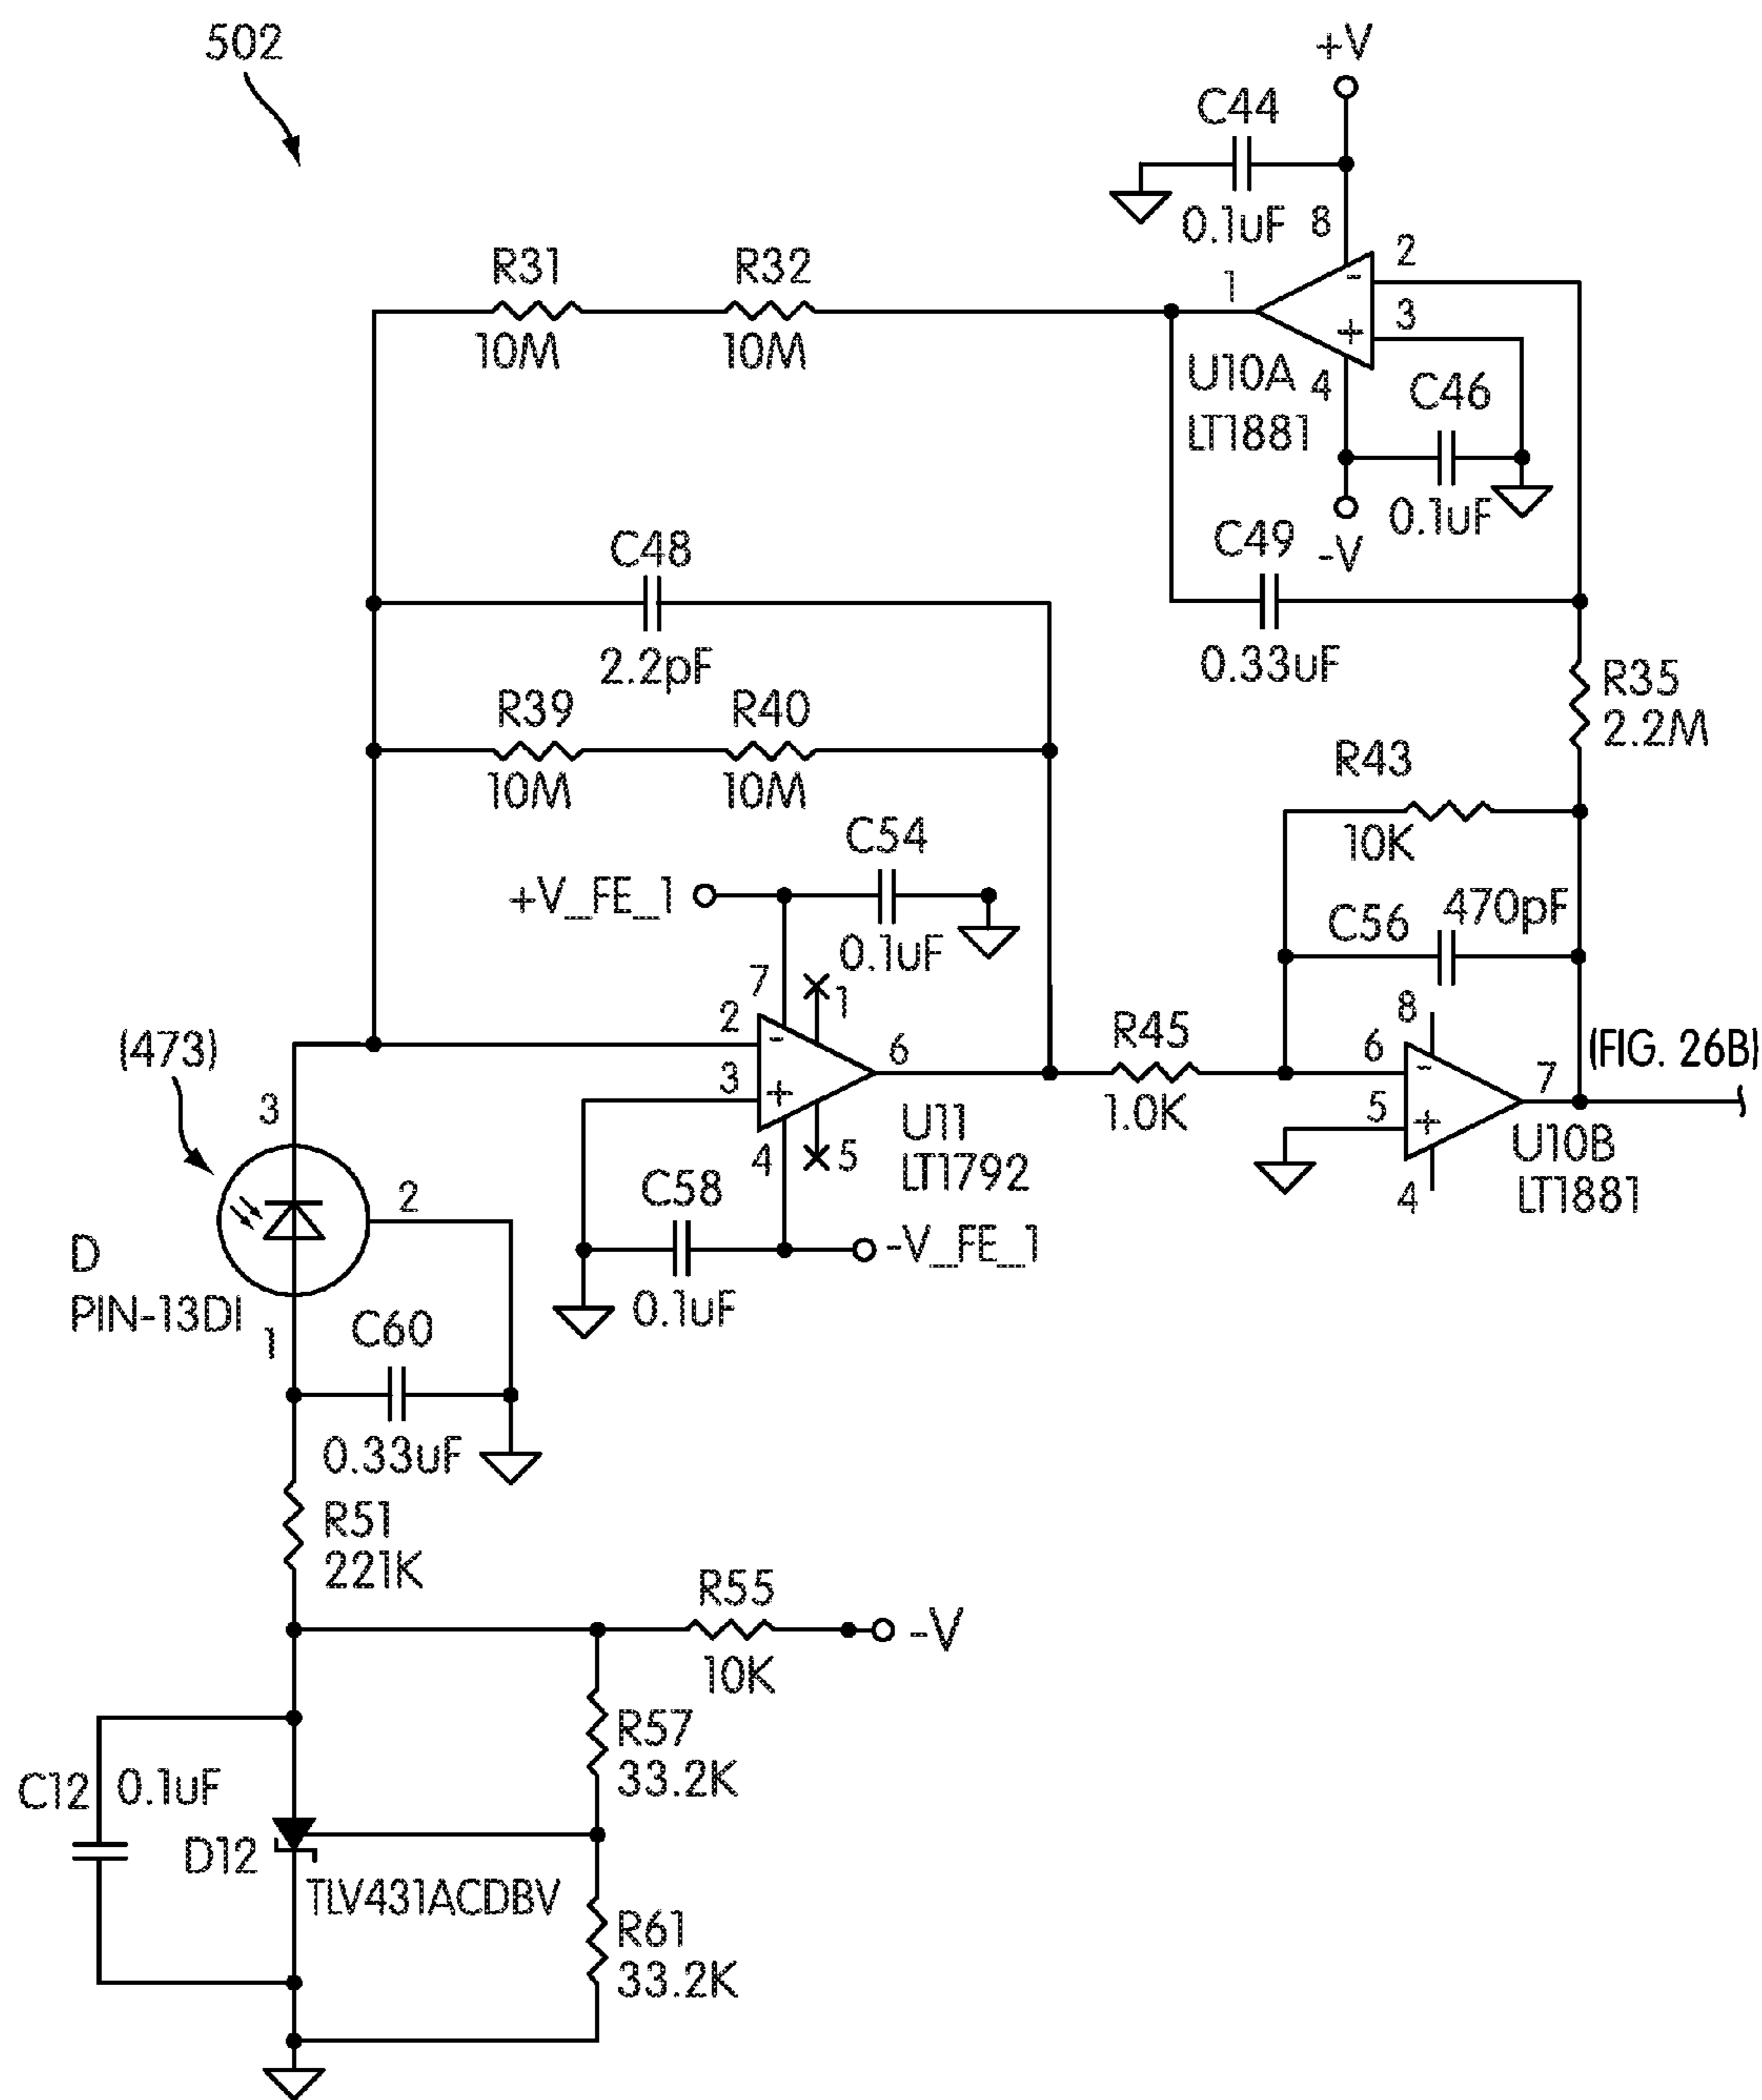 502
+V
C44
0.1uF
8
2
1
3
R31
R32
10M
10M
U10A
4
LT1881
C46
0.1uF
-V
C48
2.2pF
C49
0.33uF
R35
2.2M
R39
R40
10M
10M
R43
10K
C54
+V_FE_1
0.1uF
C56
470pF
7
1
2
-
3
+
6
4
5
U11
LT1792
R45
1.0K
8
6
-
5
+
7
4
(FIG. 26B)
U10B
LT1881
(473)
3
2
D
PIN-13DI
1
C58
0.1uF
-V_FE_1
C60
0.33uF
R51
221K
R55
10K
-V
R57
33.2K
C12
0.1uF
D12
TLV431ACDBV
R61
33.2K